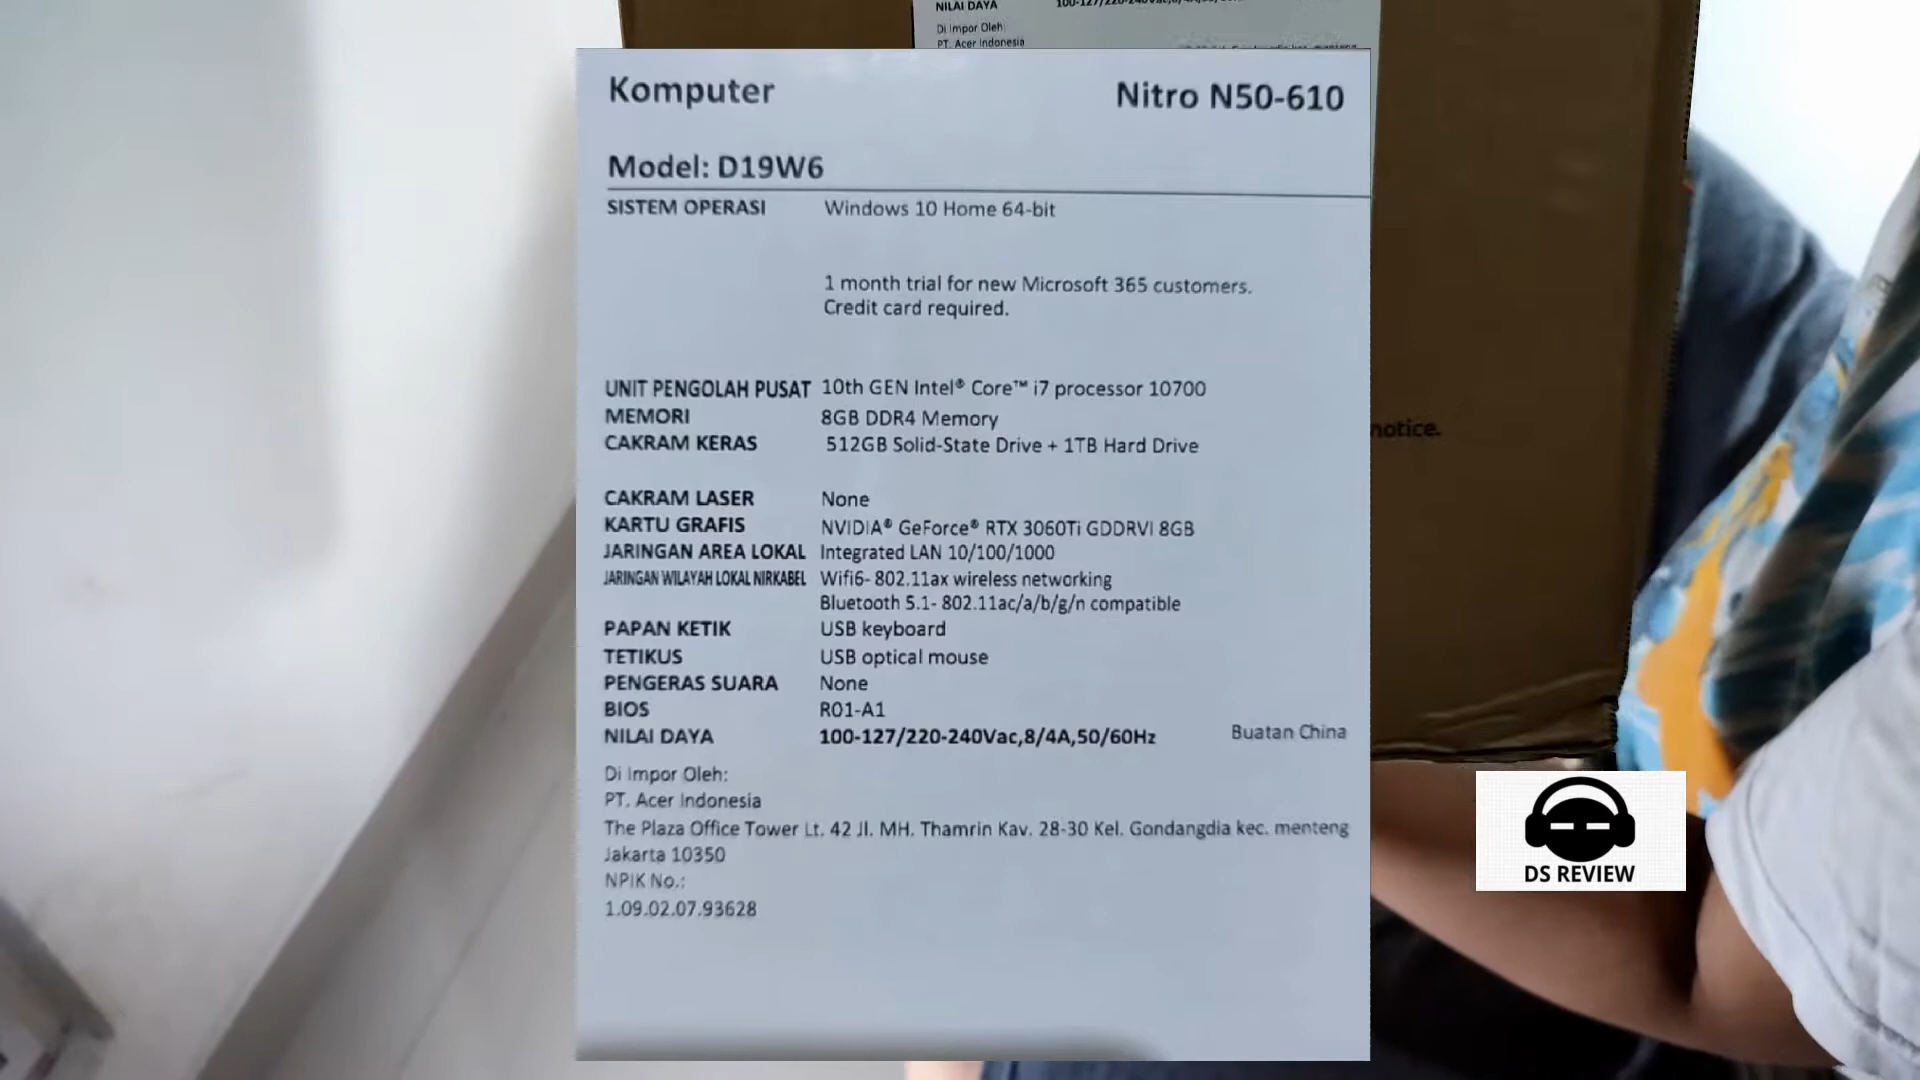 NILAI DAYA
Di Impor Oleh:
PT. Acer Indonesia
Komputer Nitro N50-610
Model: D19W6
SISTEM OPERASI Windows 10 Home 64-bit
1 month trial for new Microsoft 365 customers.
Credit card required.
UNIT PENGOLAH PUSAT 10th GEN Intel® Core™ i7 processor 10700
MEMORI 8GB DDR4 Memory
CAKRAM KERAS 512GB Solid-State Drive + 1TB Hard Drive
CAKRAM LASER None
KARTU GRAFIS NVIDIA® GeForce® RTX 3060Ti GDDRVI 8GB
JARINGAN AREA LOKAL Integrated LAN 10/100/1000
JARINGAN WILAYAH LOKAL NIRKABEL Wifi6- 802.11ax wireless networking
Bluetooth 5.1- 802.11ac/a/b/g/n compatible
PAPAN KETIK USB keyboard
TETIKUS USB optical mouse
PENGERAS SUARA None
BIOS R01-A1
NILAI DAYA 100-127/220-240Vac,8/4A,50/60Hz Buatan China
Di Impor Oleh:
PT. Acer Indonesia
The Plaza Office Tower Lt. 42 Jl. MH. Thamrin Kav. 28-30 Kel. Gondangdia kec. menteng
Jakarta 10350
NPIK No.:
1.09.02.07.93628
notice.
DS REVIEW